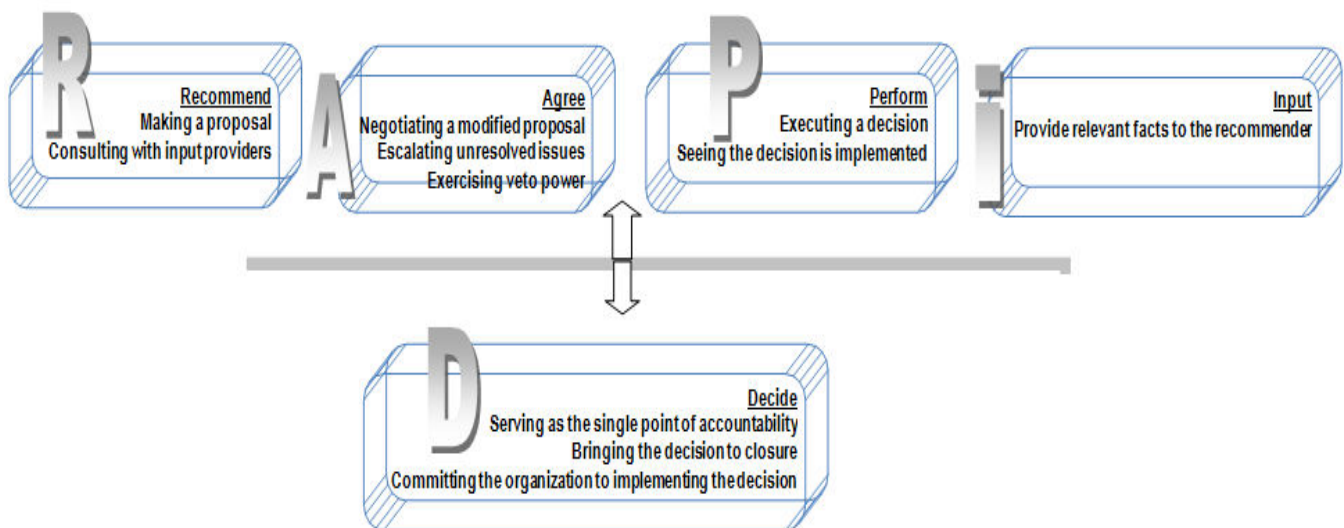 R
Recommend
Making a proposal
Consulting with input providers
A
Agree
Negotiating a modified proposal
Escalating unresolved issues
Exercising veto power
P
Perform
Executing a decision
Seeing the decision is implemented
i
Input
Provide relevant facts to the recommender
D
Decide
Serving as the single point of accountability
Bringing the decision to closure
Committing the organization to implementing the decision